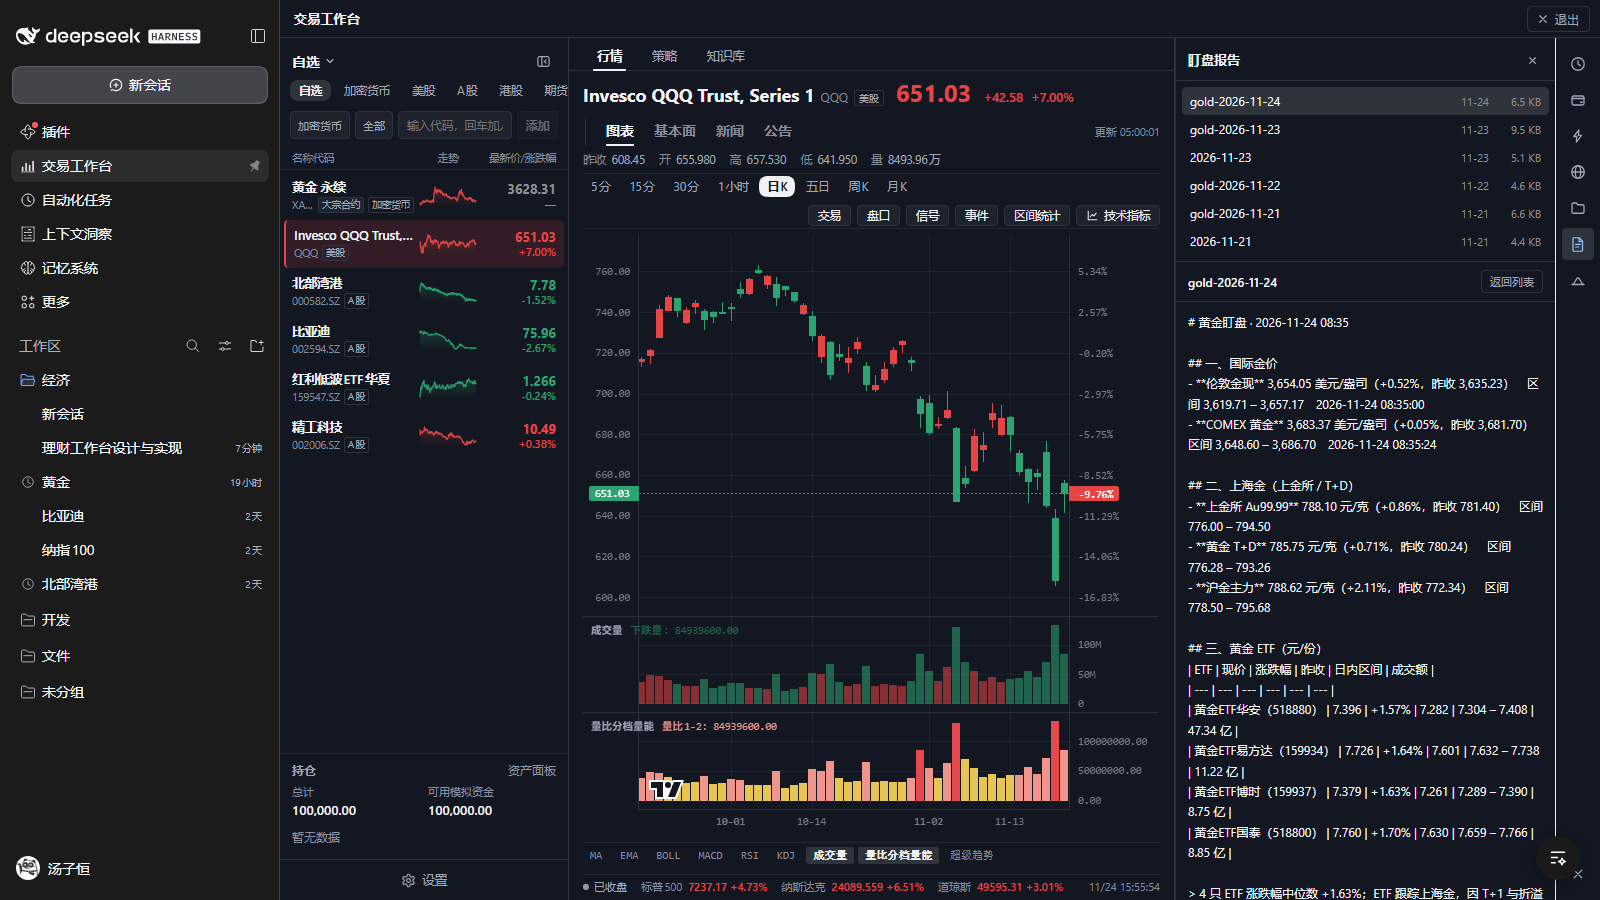 deepseek HARNESS
新会话
插件
交易工作台
自动化任务
上下文洞察
记忆系统
更多
工作区
经济
新会话
理财工作台设计与实现 7分钟
黄金 19小时
比亚迪 2天
纳指100 2天
北部湾港 2天
开发
文件
未分组
汤子恒
交易工作台
退出
自选
自选 加密货币 美股 A股 港股 期货
加密货币 全部 输入代码，回车加入 添加
名称代码 走势 最新价/涨跌幅
黄金 永续 3628.31
XA... 大宗合约 加密货币 —
Invesco QQQ Trust,... 651.03
QQQ 美股 +7.00%
北部湾港 7.78
000582.SZ A股 -1.52%
比亚迪 75.96
002594.SZ A股 -2.67%
红利低波ETF华夏 1.266
159547.SZ A股 -0.24%
精工科技 10.49
002006.SZ A股 +0.38%
持仓 资产面板
总计 可用模拟资金
100,000.00 100,000.00
暂无数据
设置
行情 策略 知识库
Invesco QQQ Trust, Series 1 QQQ 美股 651.03 +42.58 +7.00%
图表 基本面 新闻 公告 更新 05:00:01
昨收 608.45 开 655.980 高 657.530 低 641.950 量 8493.96万
5分 15分 30分 1小时 日K 五日 周K 月K
交易 盘口 信号 事件 区间统计 技术指标
760.00 5.34%
740.00 2.57%
720.00 -0.20%
700.00 -2.97%
680.00 -5.75%
660.00 -8.52%
651.03 -9.76%
640.00 -11.29%
620.00 -14.06%
600.00 -16.83%
成交量 下跌量: 84939600.00
100M
50M
0
量比分档量能 量比1-2: 84939600.00
100000000.00
50000000.00
0.00
10-01 10-14 11-02 11-13
MA EMA BOLL MACD RSI KDJ 成交量 量比分档量能 超级趋势
已收盘 标普500 7237.17 +4.73% 纳斯达克 24089.559 +6.51% 道琼斯 49595.31 +3.01% 11/24 15:55:54
盯盘报告
gold-2026-11-24 11-24 6.5 KB
gold-2026-11-23 11-23 9.5 KB
2026-11-23 11-23 5.1 KB
gold-2026-11-22 11-22 4.6 KB
gold-2026-11-21 11-21 6.6 KB
2026-11-21 11-21 4.4 KB
gold-2026-11-24 返回列表
# 黄金盯盘 · 2026-11-24 08:35
## 一、国际金价
- **伦敦金现** 3,654.05 美元/盎司（+0.52%，昨收 3,635.23） 区
间 3,619.71 – 3,657.17 2026-11-24 08:35:00
- **COMEX 黄金** 3,683.37 美元/盎司（+0.05%，昨收 3,681.70）
区间 3,648.60 – 3,686.70 2026-11-24 08:35:24
## 二、上海金（上金所 / T+D）
- **上金所 Au99.99** 788.10 元/克（+0.86%，昨收 781.40） 区间
776.00 – 794.50
- **黄金 T+D** 785.75 元/克（+0.71%，昨收 780.24） 区间
776.28 – 793.26
- **沪金主力** 788.62 元/克（+2.11%，昨收 772.34） 区间
778.50 – 795.68
## 三、黄金 ETF（元/份）
| ETF | 现价 | 涨跌幅 | 昨收 | 日内区间 | 成交额 |
| --- | --- | --- | --- | --- | --- |
| 黄金ETF华安（518880） | 7.396 | +1.57% | 7.282 | 7.304 – 7.408 |
47.34 亿 |
| 黄金ETF易方达（159934） | 7.726 | +1.64% | 7.601 | 7.632 – 7.738
| 11.22 亿 |
| 黄金ETF博时（159937） | 7.379 | +1.63% | 7.261 | 7.289 – 7.390 |
8.75 亿 |
| 黄金ETF国泰（518800） | 7.760 | +1.70% | 7.630 | 7.659 – 7.766 |
8.85 亿 |
> 4 只 ETF 涨跌幅中位数 +1.63%；ETF 跟踪上海金，因 T+1 与折溢